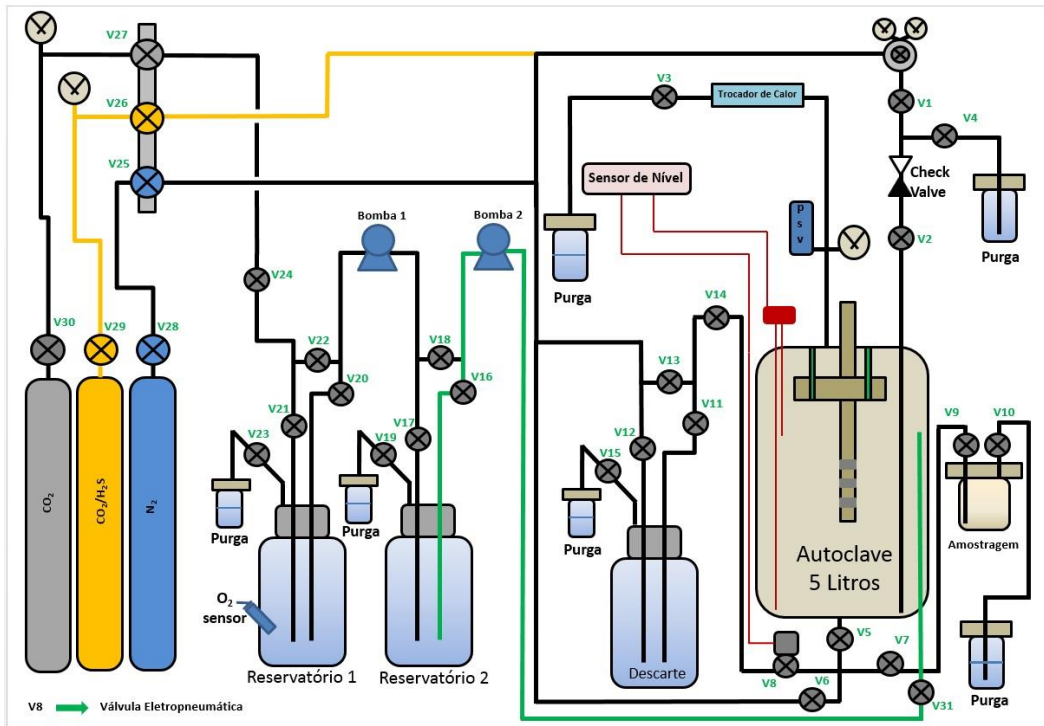 V27
V26
V25
V30
V29
V28
CO₂
CO₂/H₂S
N₂
V24
V22
V20
V21
V23
Purga
O₂
sensor
Reservatório 1
Bomba 1
V18
V16
V17
V19
Purga
Reservatório 2
Bomba 2
V3
Trocador de Calor
Purga
Sensor de Nível
p
s
v
V1
V4
Check
Valve
V2
Purga
V14
V13
V11
V12
V15
Purga
Descarte
Autoclave
5 Litros
V9
V10
Amostragem
Purga
V5
V7
V8
V6
V31
V8
Válvula Eletropneumática